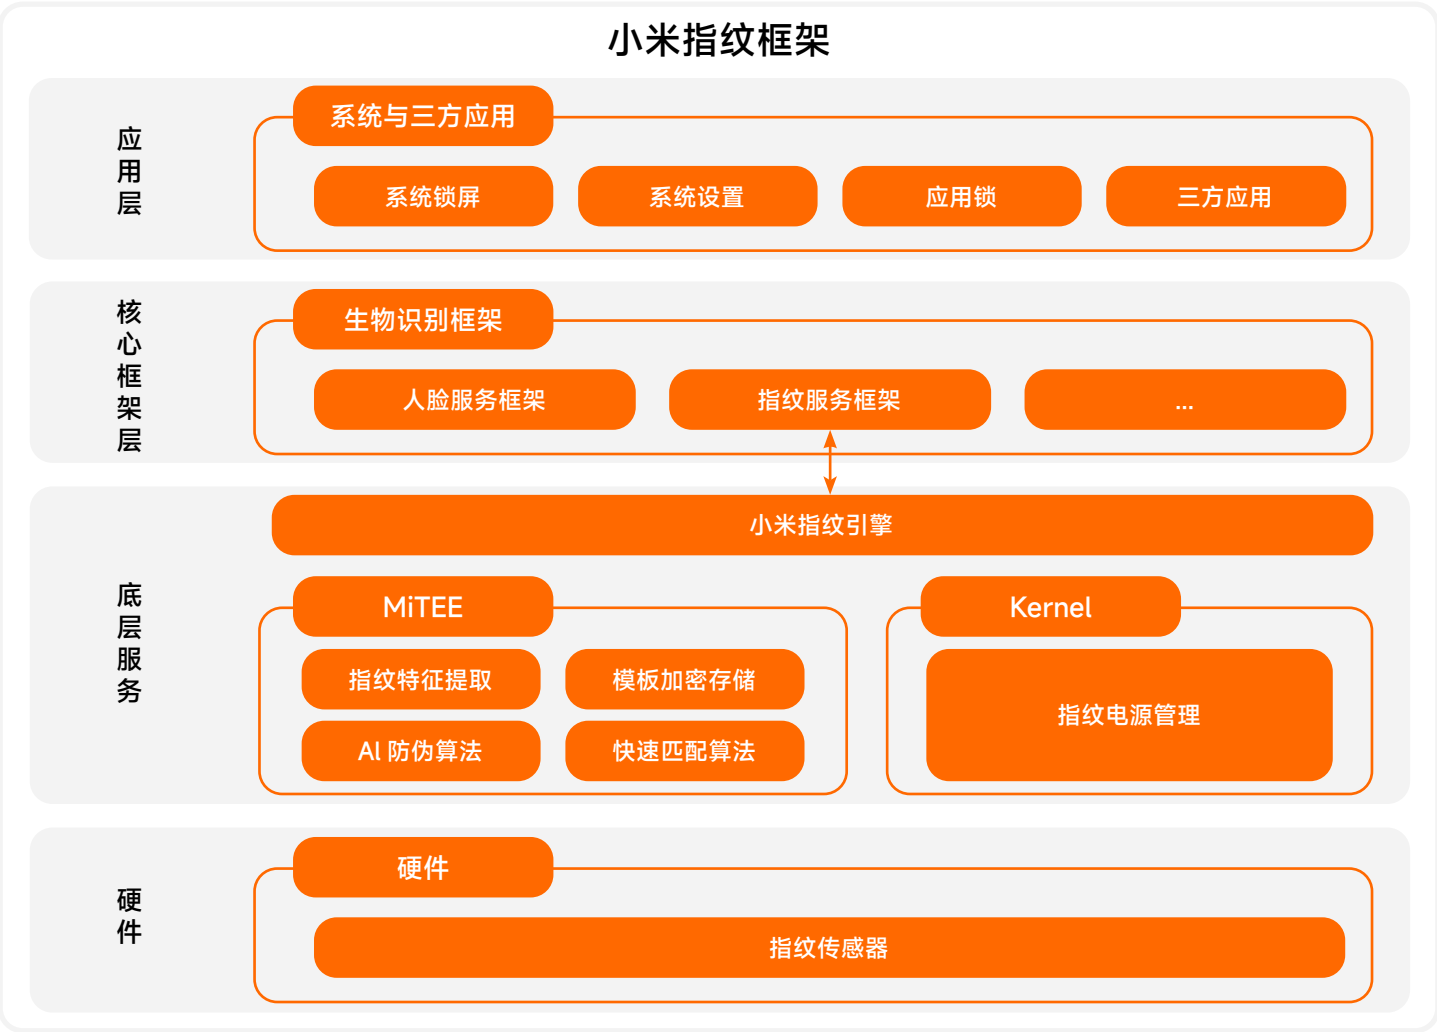 小米指纹框架
应用层
系统与三方应用
系统锁屏
系统设置
应用锁
三方应用
核心框架层
生物识别框架
人脸服务框架
指纹服务框架
...
底层服务
小米指纹引擎
MiTEE
指纹特征提取
模板加密存储
AI 防伪算法
快速匹配算法
Kernel
指纹电源管理
硬件
硬件
指纹传感器